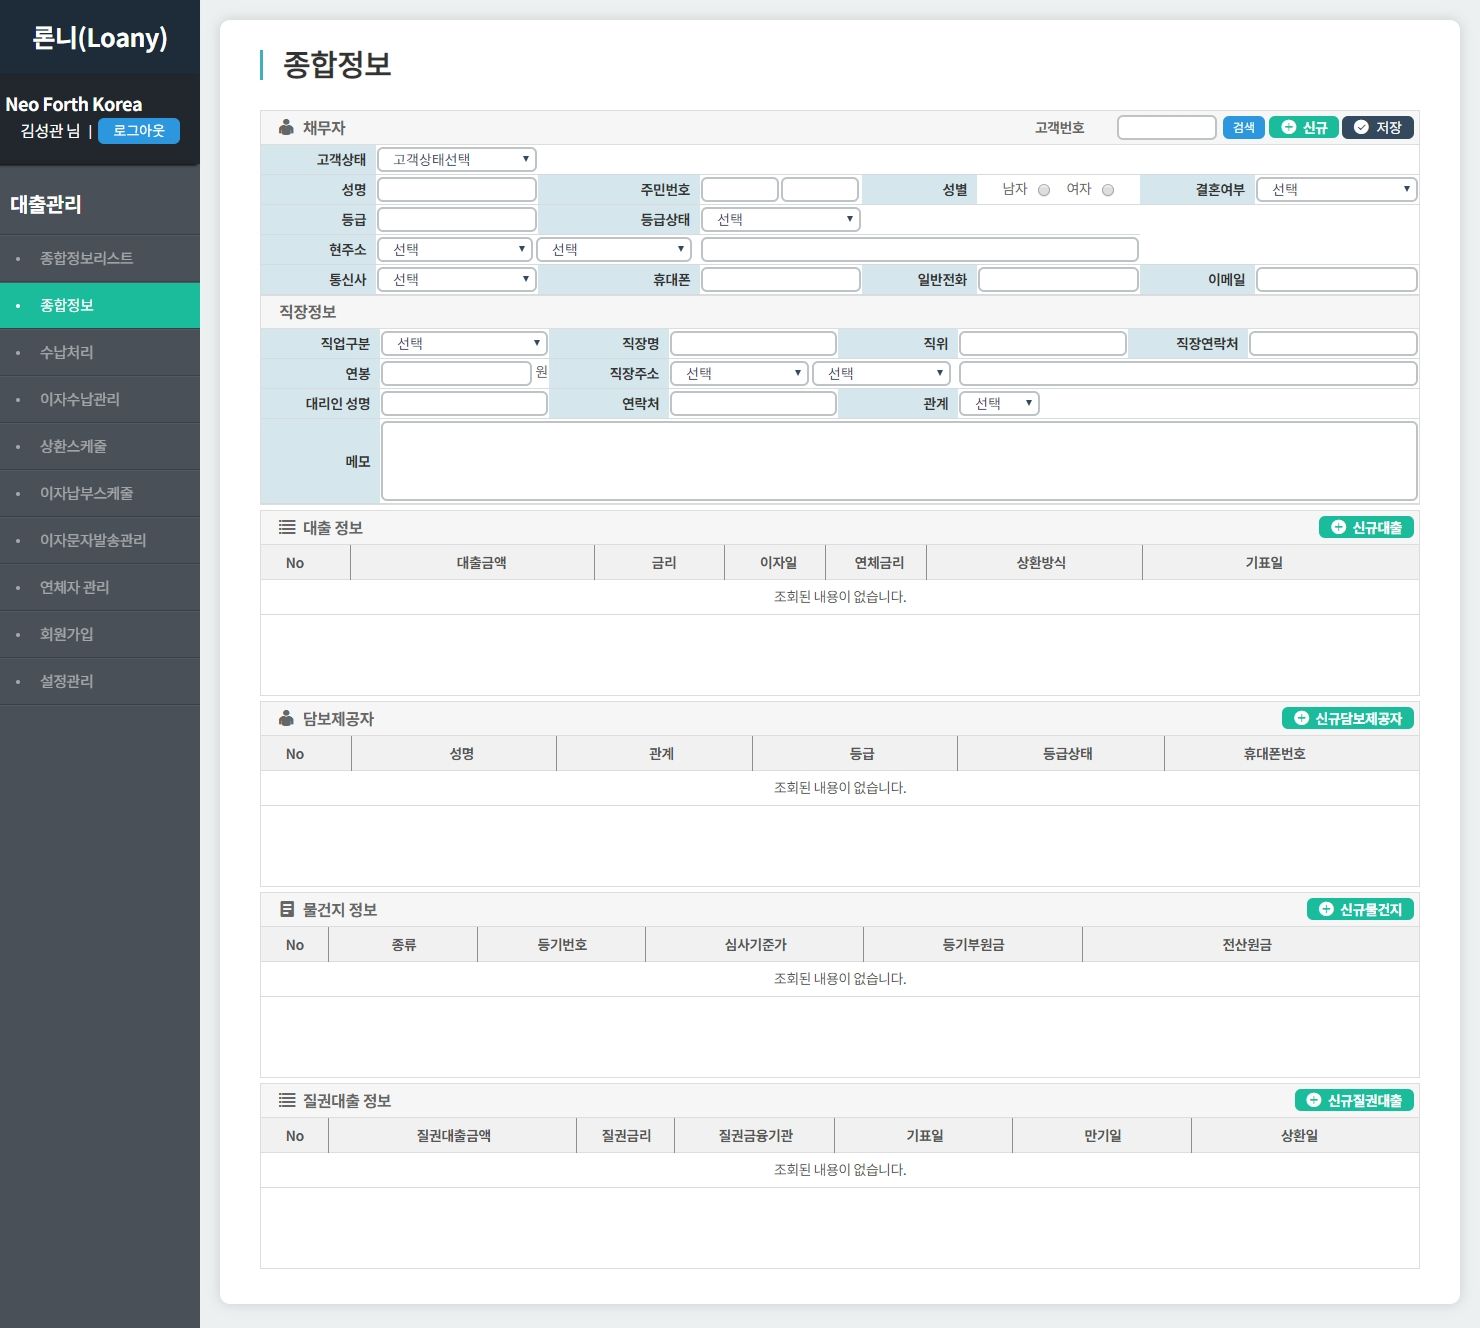 론니(Loany)
Neo Forth Korea
김성관 님 | 로그아웃
대출관리
종합정보리스트
종합정보
수납처리
이자수납관리
상환스케줄
이자납부스케줄
이자문자발송관리
연체자 관리
회원가입
설정관리
종합정보
채무자 고객번호 검색 신규 저장
고객상태 고객상태선택
성명 주민번호 성별 남자 여자 결혼여부 선택
등급 등급상태 선택
현주소 선택 선택
통신사 선택 휴대폰 일반전화 이메일
직장정보
직업구분 선택 직장명 직위 직장연락처
연봉 원 직장주소 선택 선택
대리인 성명 연락처 관계 선택
메모
대출 정보 신규대출
No 대출금액 금리 이자일 연체금리 상환방식 기표일
조회된 내용이 없습니다.
담보제공자 신규담보제공자
No 성명 관계 등급 등급상태 휴대폰번호
조회된 내용이 없습니다.
물건지 정보 신규물건지
No 종류 등기번호 심사기준가 등기부원금 전산원금
조회된 내용이 없습니다.
질권대출 정보 신규질권대출
No 질권대출금액 질권금리 질권금융기관 기표일 만기일 상환일
조회된 내용이 없습니다.